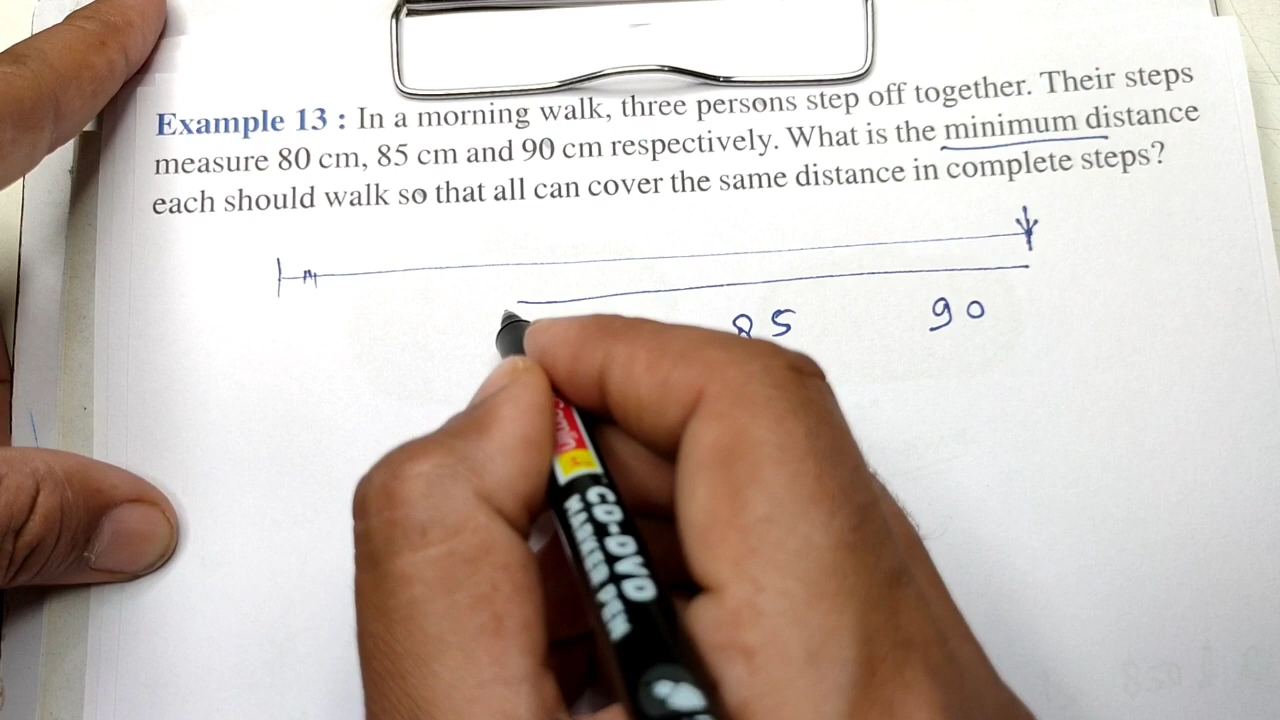 Example 13 : In a morning walk, three persons step off together. Their steps
measure 80 cm, 85 cm and 90 cm respectively. What is the minimum distance
each should walk so that all can cover the same distance in complete steps?
85 90
CD-DVD
MARKER PEN